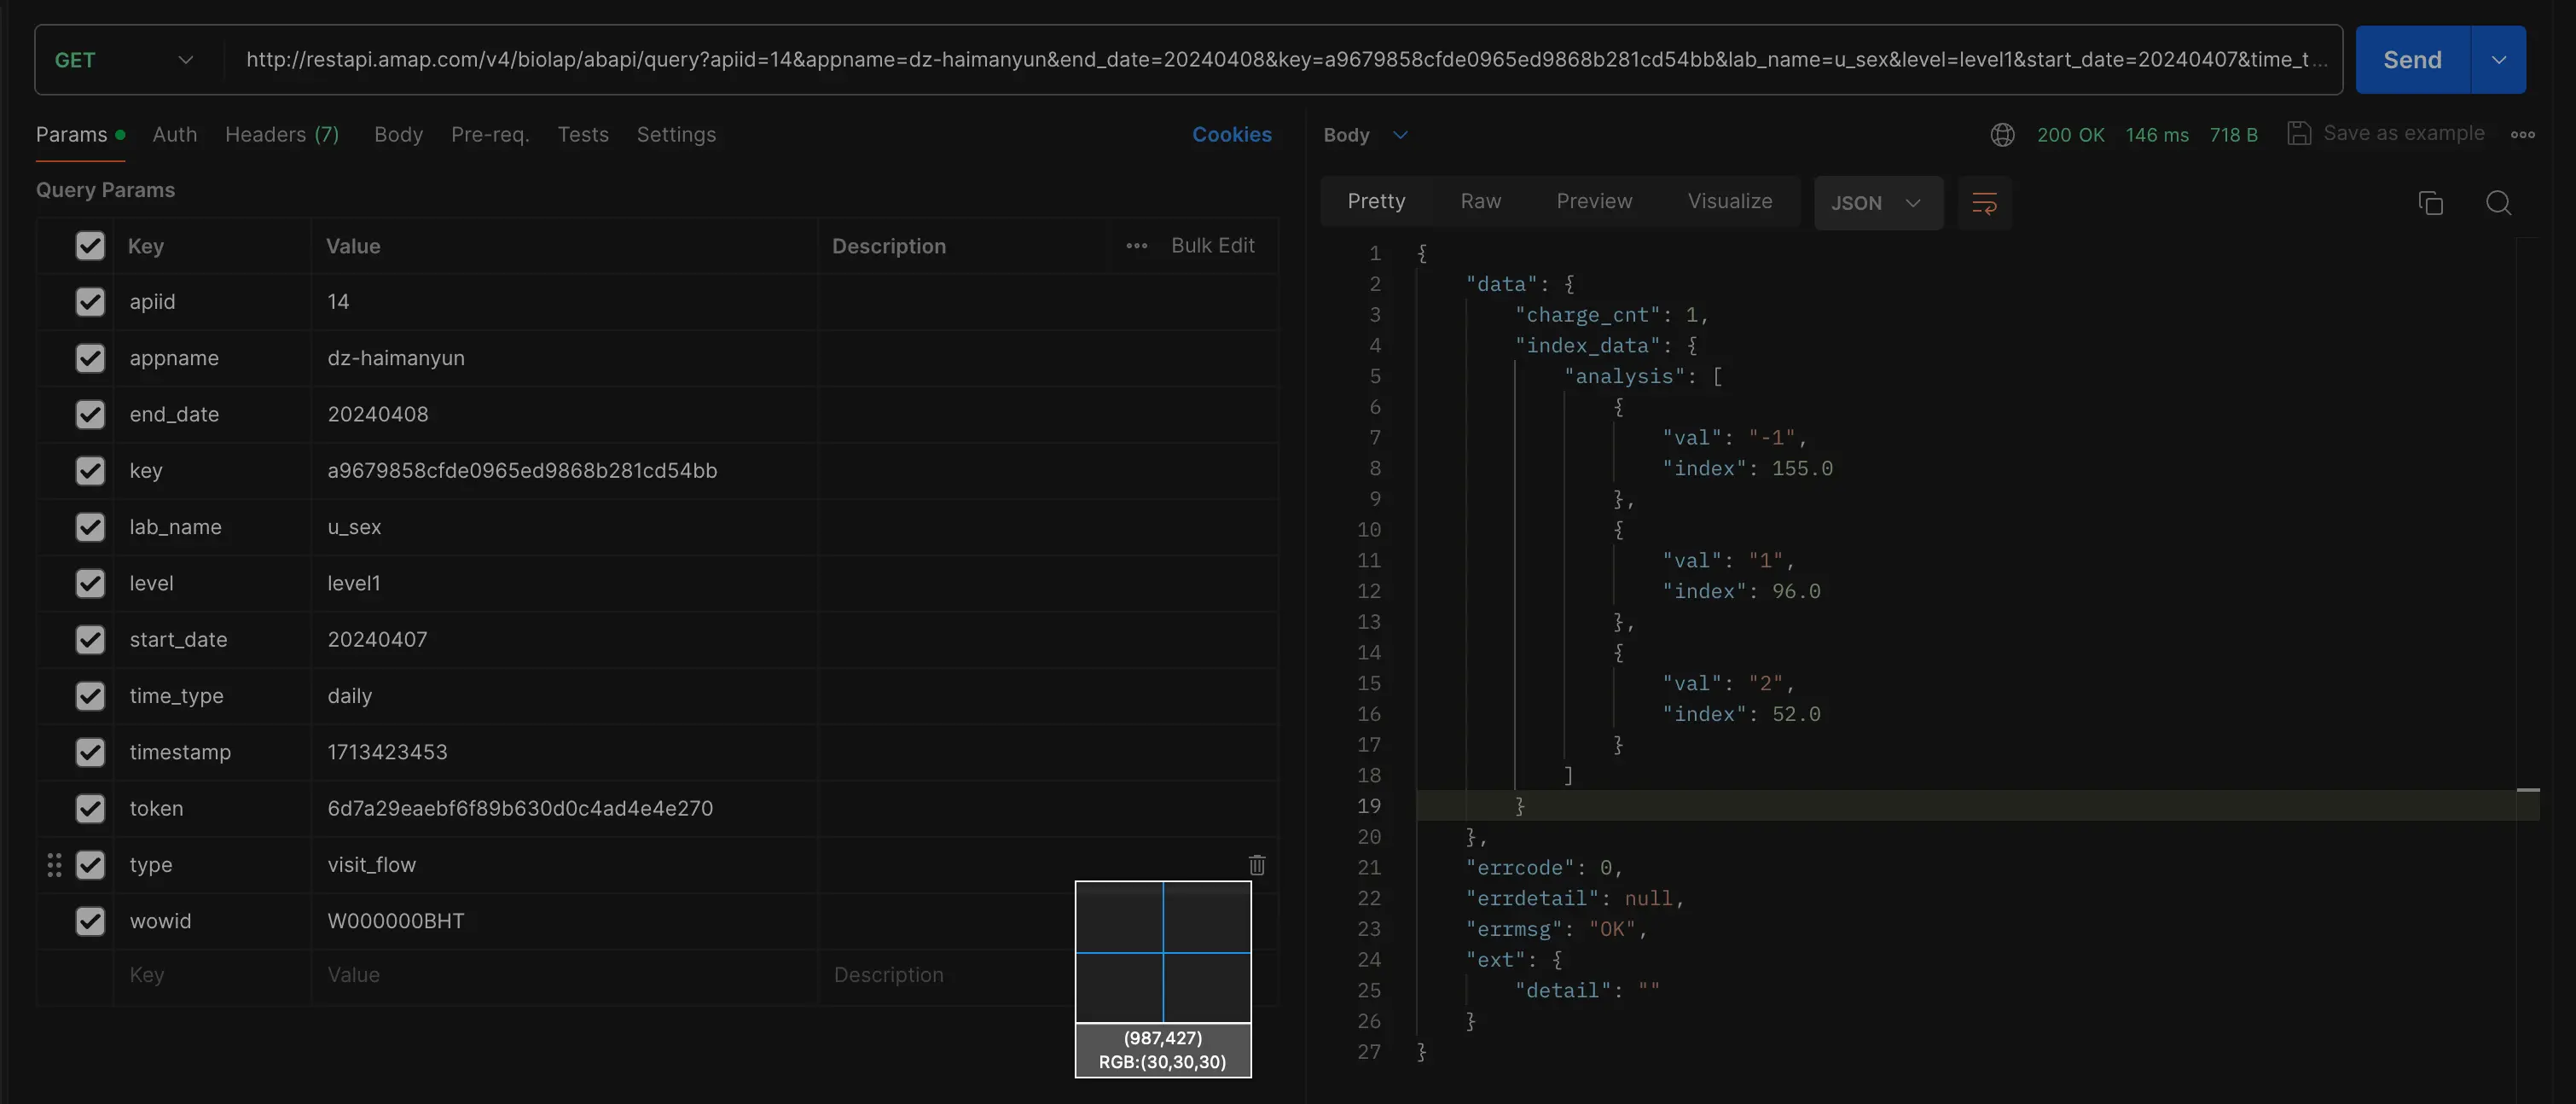 GET
http://restapi.amap.com/v4/biolap/abapi/query?apiid=14&appname=dz-haimanyun&end_date=20240408&key=a9679858cfde0965ed9868b281cd54bb&lab_name=u_sex&level=level1&start_date=20240407&time_t...
Send
Params Auth Headers (7) Body Pre-req. Tests Settings Cookies
Query Params
Key Value Description ••• Bulk Edit
apiid 14
appname dz-haimanyun
end_date 20240408
key a9679858cfde0965ed9868b281cd54bb
lab_name u_sex
level level1
start_date 20240407
time_type daily
timestamp 1713423453
token 6d7a29eaebf6f89b630d0c4ad4e4e270
type visit_flow
wowid W000000BHT
Key Value Description
(987,427)
RGB:(30,30,30)
Body 200 OK 146 ms 718 B Save as example
Pretty Raw Preview Visualize JSON
1 {
2 "data": {
3 "charge_cnt": 1,
4 "index_data": {
5 "analysis": [
6 {
7 "val": "-1",
8 "index": 155.0
9 },
10 {
11 "val": "1",
12 "index": 96.0
13 },
14 {
15 "val": "2",
16 "index": 52.0
17 }
18 ]
19 }
20 },
21 "errcode": 0,
22 "errdetail": null,
23 "errmsg": "OK",
24 "ext": {
25 "detail": ""
26 }
27 }